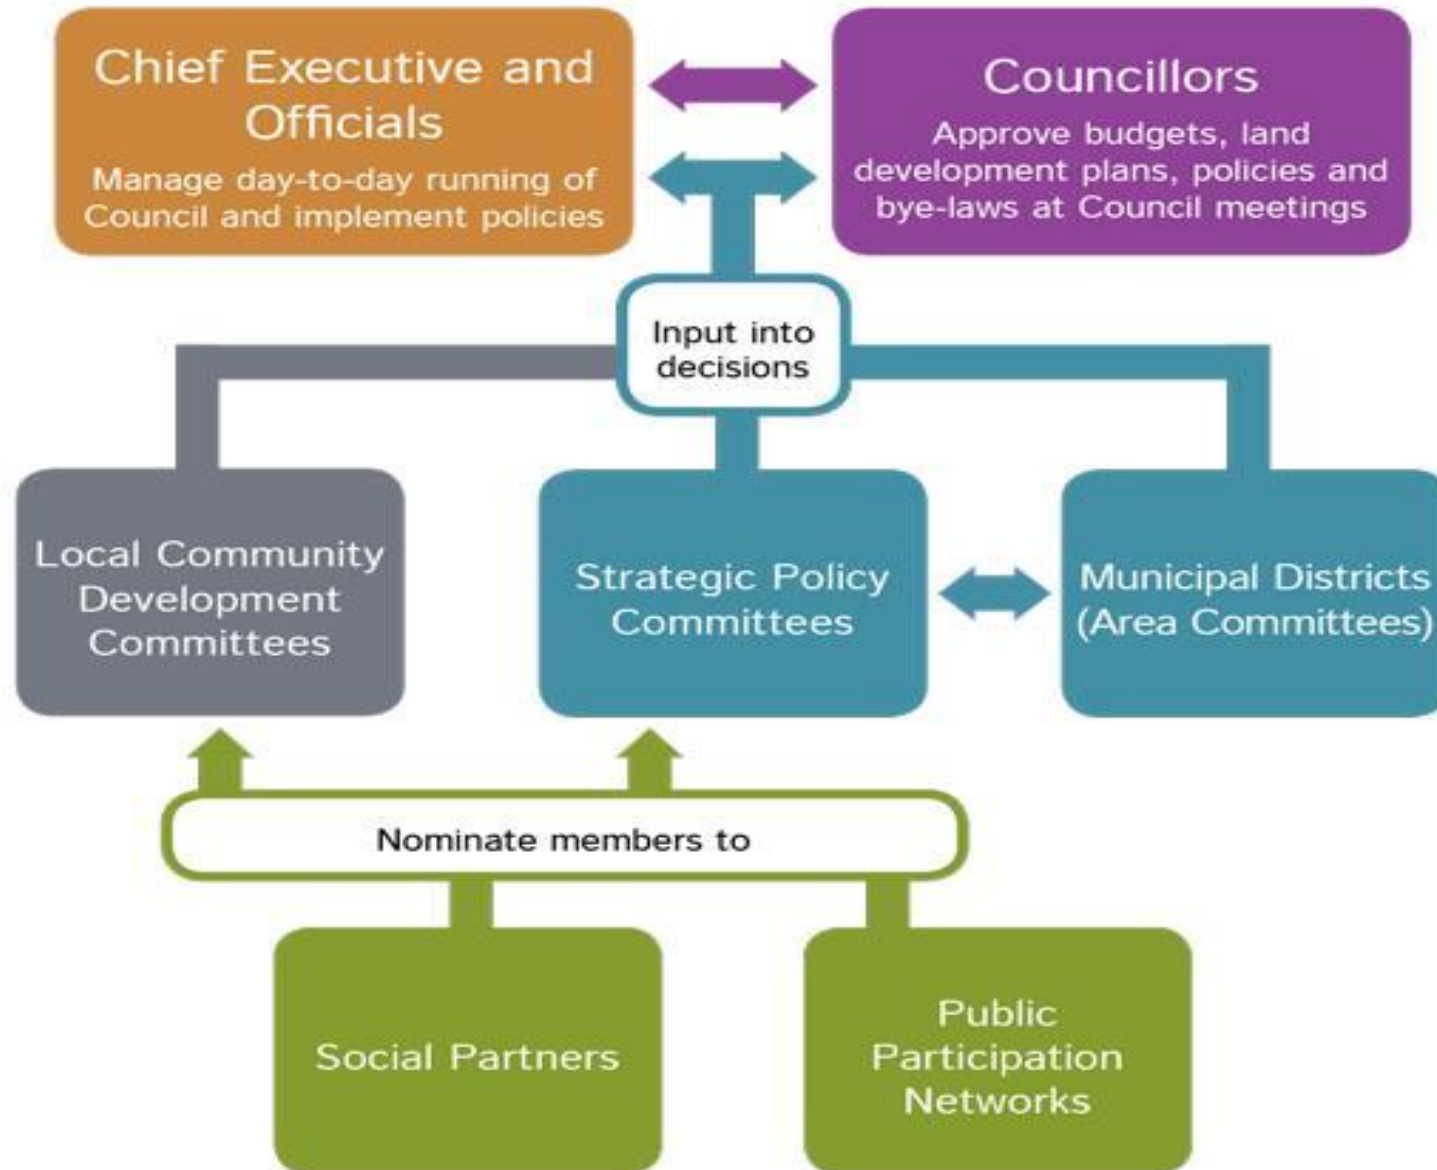 Chief Executive and
Officials
Manage day-to-day running of
Council and implement policies
Councillors
Approve budgets, land
development plans, policies and
bye-laws at Council meetings
Input into
decisions
Local Community
Development
Committees
Strategic Policy
Committees
Municipal Districts
(Area Committees)
Nominate members to
Social Partners
Public
Participation
Networks